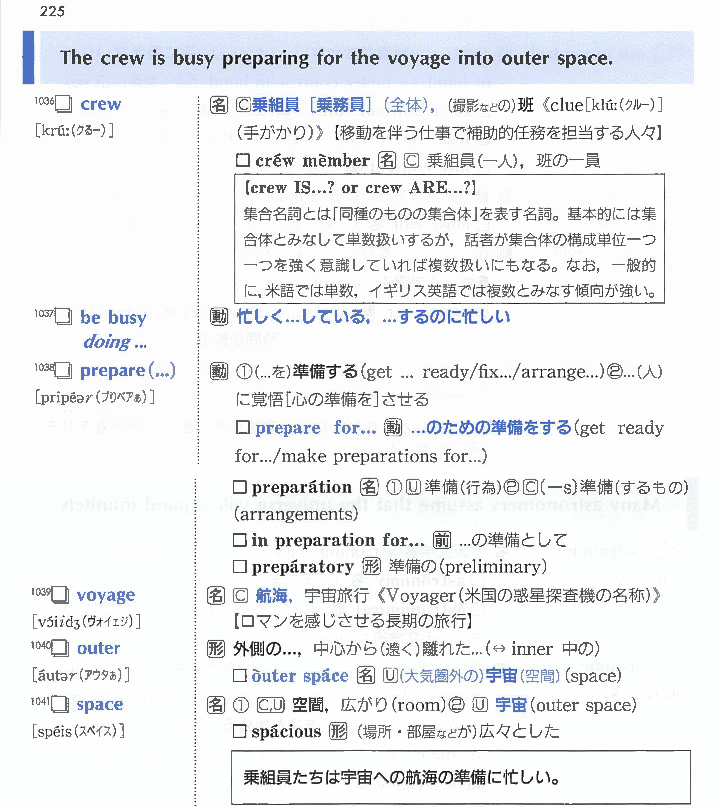 225
The crew is busy preparing for the voyage into outer space.
1036 □ crew 名 C乗組員［乗務員］(全体), (撮影などの)班《clue[klúː(クルー)]
[krúː(クるー)] (手がかり)》【移動を伴う仕事で補助的任務を担当する人々】
□ créw mèmber 名 C 乗組員(一人), 班の一員
【crew IS...? or crew ARE...?】
集合名詞とは「同種のものの集合体」を表す名詞。基本的には集
合体とみなして単数扱いするが，話者が集合体の構成単位一つ
一つを強く意識していれば複数扱いにもなる。なお，一般的
に，米語では単数，イギリス英語では複数とみなす傾向が強い。
1037 □ be busy 動 忙しく...している, ...するのに忙しい
doing ...
1038 □ prepare (...) 動 ①(...を)準備する(get ... ready/fix.../arrange...)②...(人)
[pripéər(プリペアぁ)] に覚悟[心の準備を]させる
□ prepare for... 動 ...のための準備をする(get ready
for.../make preparations for...)
□ preparátion 名 ①U準備(行為)②C(－s)準備(するもの)
(arrangements)
□ in preparation for... 前 ...の準備として
□ prepáratory 形 準備の(preliminary)
1039 □ voyage 名 C 航海, 宇宙旅行《Voyager(米国の惑星探査機の名称)》
[vɔ́iidʒ(ヴォイェジ)] 【ロマンを感じさせる長期の旅行】
1040 □ outer 形 外側の..., 中心から(遠く)離れた...(↔ inner 中の)
[áutər(アウタぁ)] □ òuter spáce 名 U(大気圏外の)宇宙(空間) (space)
1041 □ space 名 ① C,U 空間, 広がり(room)② U 宇宙(outer space)
[spéis(スペイス)] □ spácious 形 (場所・部屋などが)広々とした
乗組員たちは宇宙への航海の準備に忙しい。